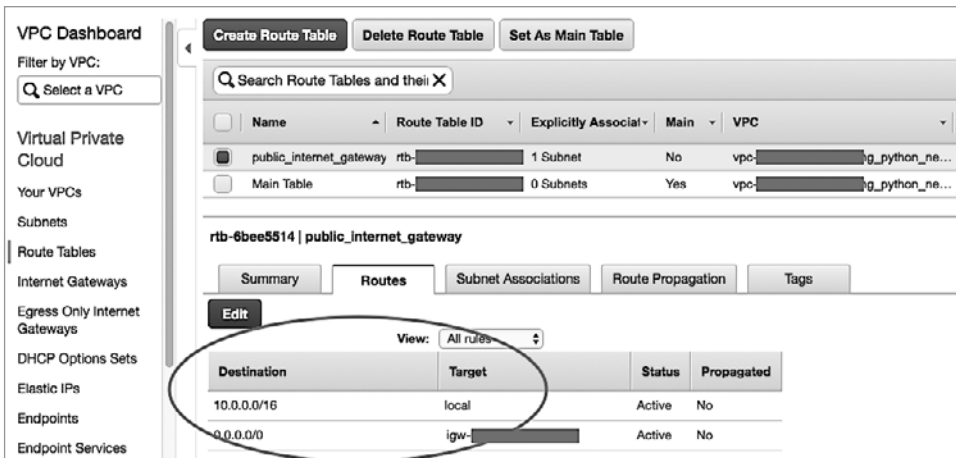 VPC Dashboard
Filter by VPC:
Select a VPC
Virtual Private
Cloud
Your VPCs
Subnets
Route Tables
Internet Gateways
Egress Only Internet
Gateways
DHCP Options Sets
Elastic IPs
Endpoints
Endpoint Services
Create Route Table Delete Route Table Set As Main Table
Search Route Tables and their X
Name Route Table ID Explicitly Associat Main VPC
public_internet_gateway rtb- 1 Subnet No vpc- ng_python_ne...
Main Table rtb- 0 Subnets Yes vpc- ng_python_ne...
rtb-6bee5514 | public_internet_gateway
Summary Routes Subnet Associations Route Propagation Tags
Edit
View: All rules
Destination Target Status Propagated
10.0.0.0/16 local Active No
0.0.0.0/0 igw- Active No